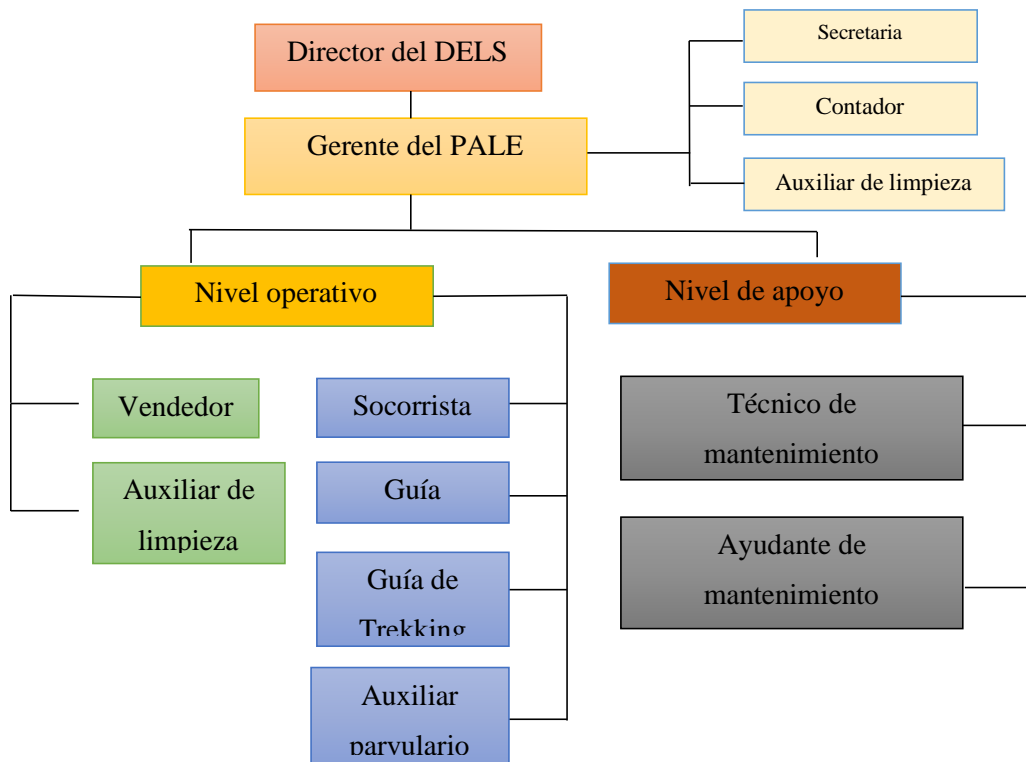 Director del DELS
Secretaria
Contador
Gerente del PALE
Auxiliar de limpieza
Nivel operativo
Nivel de apoyo
Vendedor
Auxiliar de
limpieza
Socorrista
Guía
Guía de
Trekking
Auxiliar
parvulario
Técnico de
mantenimiento
Ayudante de
mantenimiento